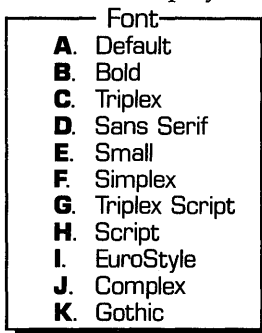 Font
A. Default
B. Bold
C. Triplex
D. Sans Serif
E. Small
F. Simplex
G. Triplex Script
H. Script
I. EuroStyle
J. Complex
K. Gothic